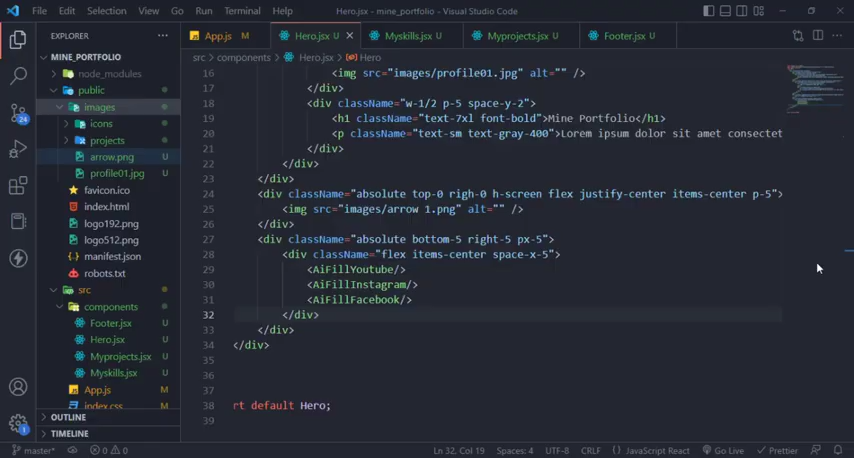 File Edit Selection View Go Run Terminal Help Hero.jsx - mine_portfolio - Visual Studio Code
EXPLORER
App.js M Hero.jsx U Myskills.jsx U Myprojects.jsx U Footer.jsx U
src > components > Hero.jsx > Hero
MINE_PORTFOLIO
node_modules
public
images
icons
projects
arrow.png U
profile01.jpg U
favicon.ico
index.html
logo192.png
logo512.png
manifest.json
robots.txt
src
components
Footer.jsx U
Hero.jsx U
Myprojects.jsx U
Myskills.jsx U
App.js M
index.css M
OUTLINE
TIMELINE
24
1
16 <img src="images/profile01.jpg" alt="" />
17 </div>
18 <div className="w-1/2 p-5 space-y-2">
19 <h1 className="text-7xl font-bold">Mine Portfolio</h1>
20 <p className="text-sm text-gray-400">Lorem ipsum dolor sit amet consectet
21 </div>
22 </div>
23 </div>
24 <div className="absolute top-0 righ-0 h-screen flex justify-center items-center p-5">
25 <img src="images/arrow 1.png" alt="" />
26 </div>
27 <div className="absolute bottom-5 right-5 px-5">
28 <div className="flex items-center space-x-5">
29 <AiFillYoutube/>
30 <AiFillInstagram/>
31 <AiFillFacebook/>
32 </div>
33 </div>
34 </div>
35
36
37
38 rt default Hero;
39
master* 0 0 Ln 32, Col 19 Spaces: 4 UTF-8 CRLF JavaScript React Go Live Prettier